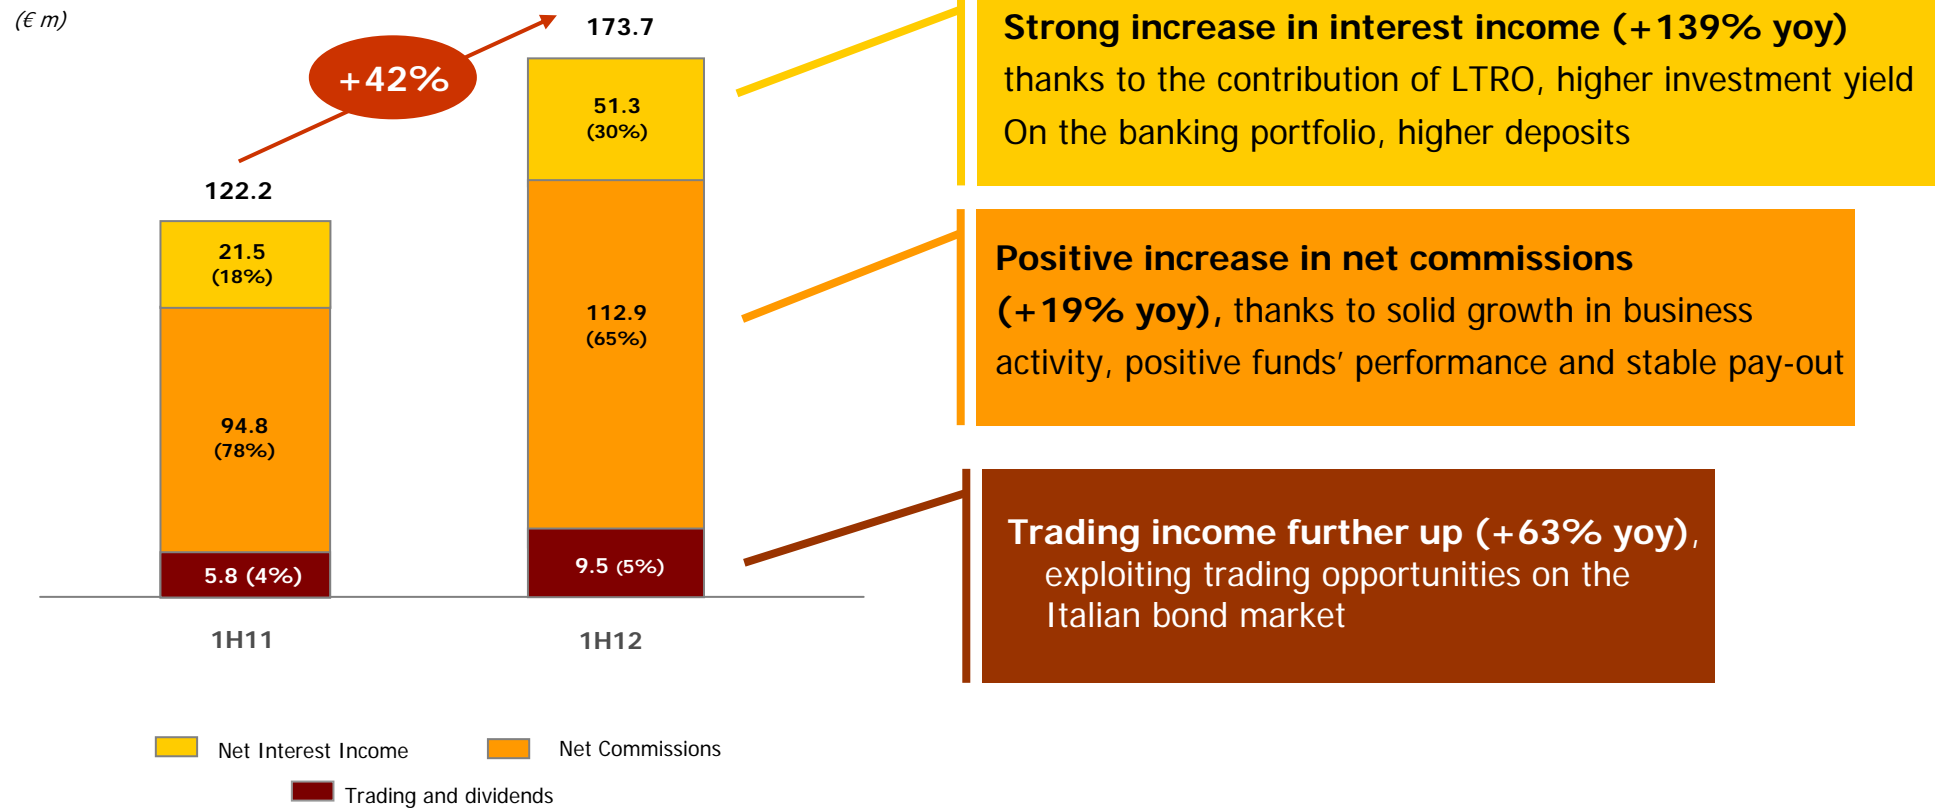 (€ m)
+42%
173.7
51.3
(30%)
122.2
21.5
(18%)
112.9
(65%)
94.8
(78%)
5.8 (4%)
9.5 (5%)
1H11
1H12
Net Interest Income
Net Commissions
Trading and dividends
Strong increase in interest income (+139% yoy)
thanks to the contribution of LTRO, higher investment yield
On the banking portfolio, higher deposits
Positive increase in net commissions
(+19% yoy), thanks to solid growth in business
activity, positive funds’ performance and stable pay-out
Trading income further up (+63% yoy),
exploiting trading opportunities on the
Italian bond market